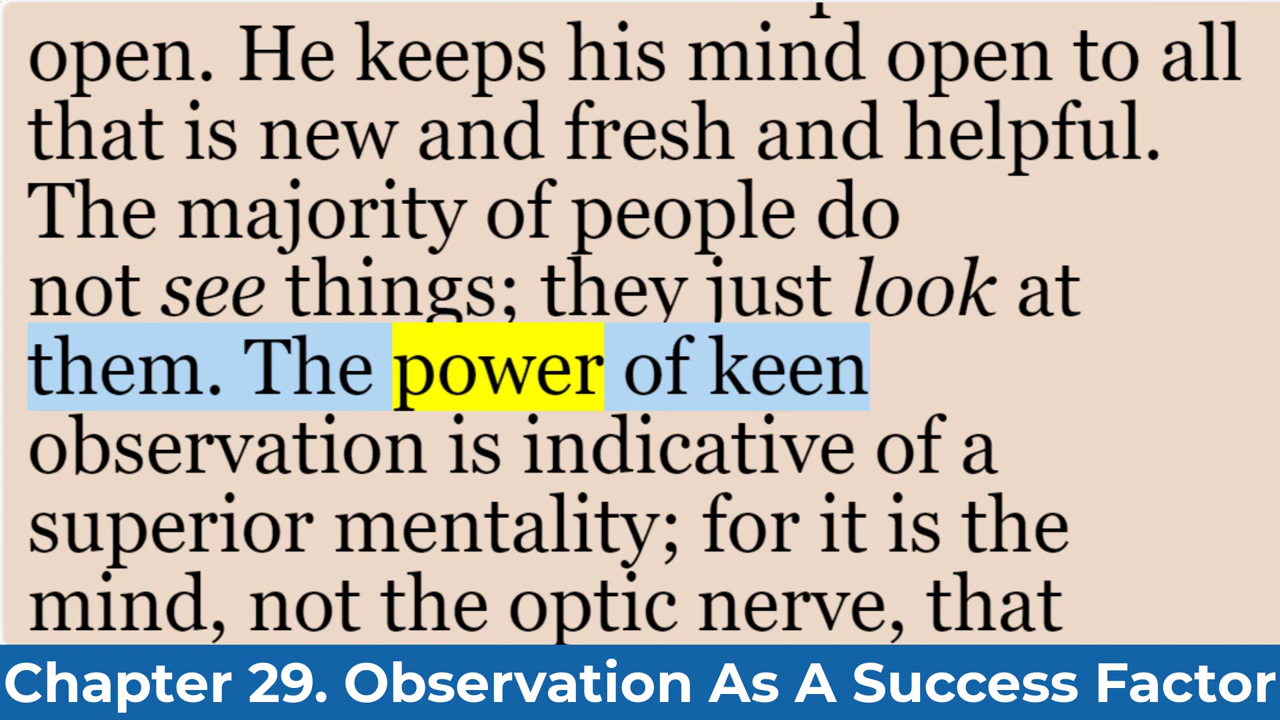 open. He keeps his mind open to all
that is new and fresh and helpful.
The majority of people do
not see things; they just look at
them. The power of keen
observation is indicative of a
superior mentality; for it is the
mind, not the optic nerve, that
Chapter 29. Observation As A Success Factor